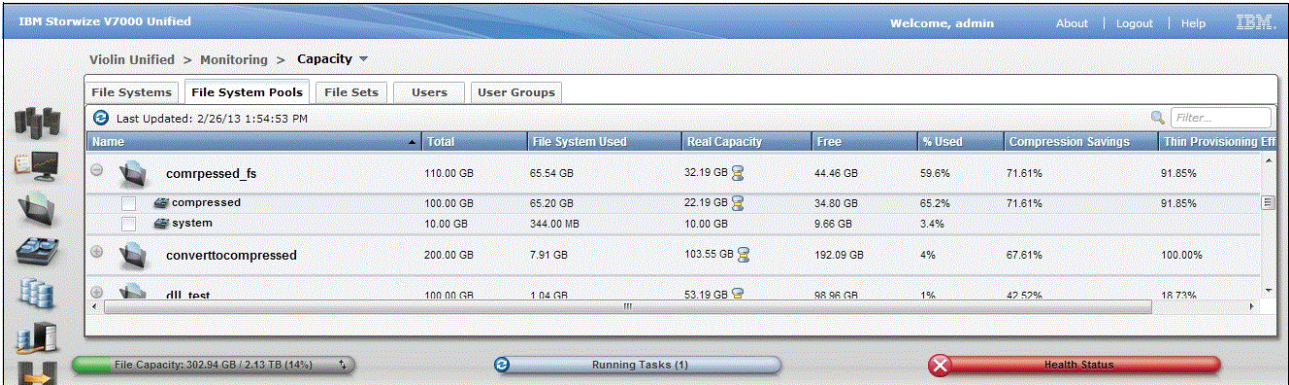 IBM Storwize V7000 Unified Welcome, admin About | Logout | Help IBM.
Violin Unified > Monitoring > Capacity
File Systems File System Pools File Sets Users User Groups
Last Updated: 2/26/13 1:54:53 PM Filter...
Name Total File System Used Real Capacity Free % Used Compression Savings Thin Provisioning Eff
comrpessed_fs 110.00 GB 65.54 GB 32.19 GB 44.46 GB 59.6% 71.61% 91.85%
compressed 100.00 GB 65.20 GB 22.19 GB 34.80 GB 65.2% 71.61% 91.85%
system 10.00 GB 344.00 MB 10.00 GB 9.66 GB 3.4%
converttocompressed 200.00 GB 7.91 GB 103.55 GB 192.09 GB 4% 67.61% 100.00%
dll_test 100.00 GB 1.04 GB 53.19 GB 98.96 GB 1% 42.52% 18.73%
File Capacity: 302.94 GB / 2.13 TB (14%) Running Tasks (1) Health Status